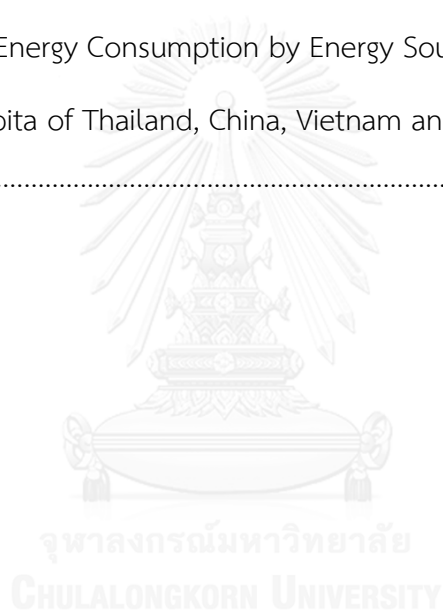 Energy Consumption by Energy Sou
pita of Thailand, China, Vietnam an
................................................................................
จุฬาลงกรณ์มหาวิทยาลัย
CHULALONGKORN UNIVERSITY